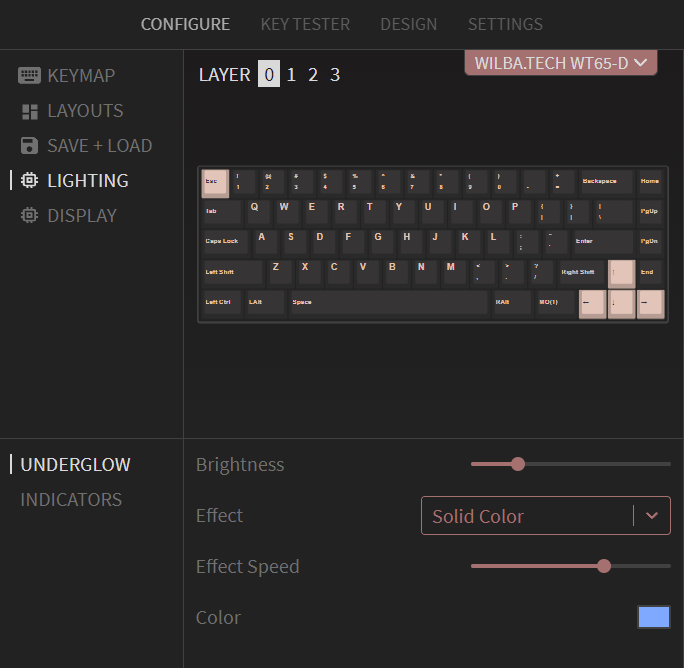 CONFIGURE KEY TESTER DESIGN SETTINGS
KEYMAP
LAYOUTS
SAVE + LOAD
LIGHTING
DISPLAY
LAYER 0 1 2 3
WILBA.TECH WT65-D
Esc ! @ # $ % ^ & * ( ) _ + Backspace Home
1 2 3 4 5 6 7 8 9 0 - =
Tab Q W E R T Y U I O P { } | PgUp
[ ] \
Caps Lock A S D F G H J K L : " Enter PgDn
; '
Left Shift Z X C V B N M < > ? Right Shift ↑ End
, . /
Left Ctrl LAlt Space RAlt MO(1) ← ↓ →
UNDERGLOW
INDICATORS
Brightness
Effect Solid Color
Effect Speed
Color